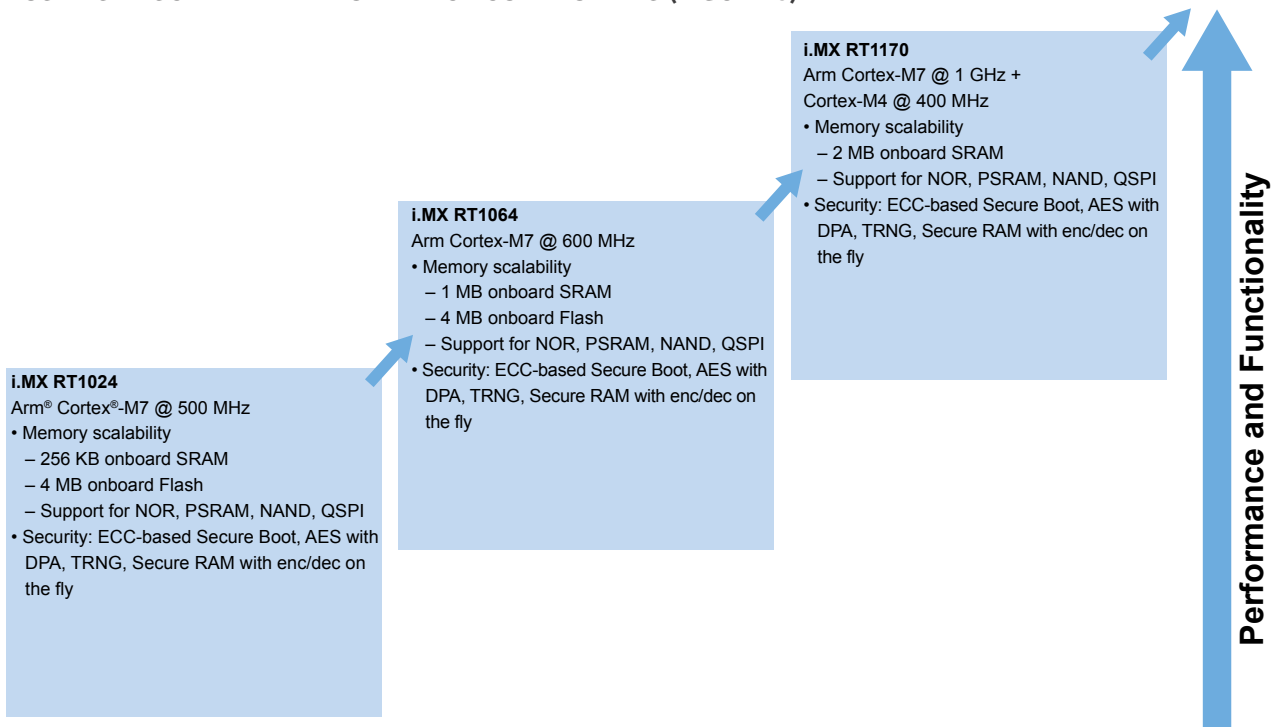 i.MX RT1170
Arm Cortex-M7 @ 1 GHz +
Cortex-M4 @ 400 MHz
• Memory scalability
– 2 MB onboard SRAM
– Support for NOR, PSRAM, NAND, QSPI
• Security: ECC-based Secure Boot, AES with
DPA, TRNG, Secure RAM with enc/dec on
the fly
i.MX RT1064
Arm Cortex-M7 @ 600 MHz
• Memory scalability
– 1 MB onboard SRAM
– 4 MB onboard Flash
– Support for NOR, PSRAM, NAND, QSPI
• Security: ECC-based Secure Boot, AES with
DPA, TRNG, Secure RAM with enc/dec on
the fly
i.MX RT1024
Arm® Cortex®-M7 @ 500 MHz
• Memory scalability
– 256 KB onboard SRAM
– 4 MB onboard Flash
– Support for NOR, PSRAM, NAND, QSPI
• Security: ECC-based Secure Boot, AES with
DPA, TRNG, Secure RAM with enc/dec on
the fly
Performance and Functionality